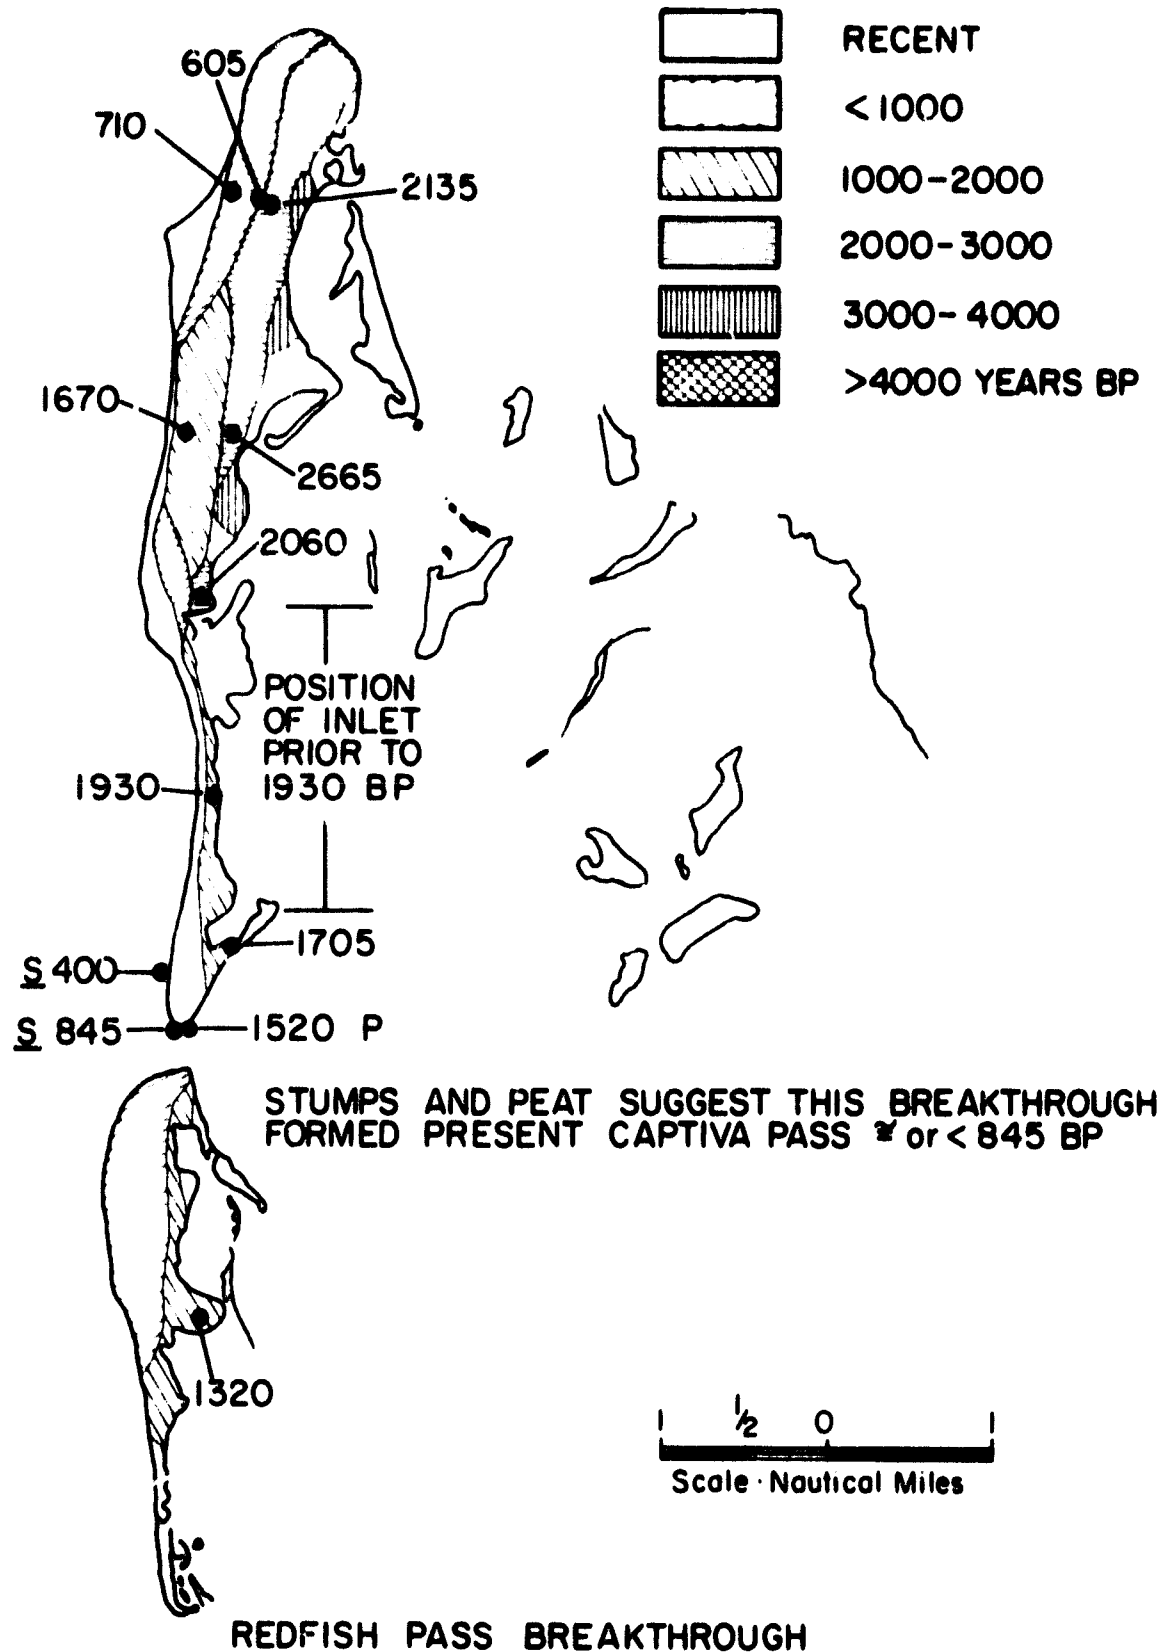 RECENT
<1000
1000-2000
2000-3000
3000-4000
>4000 YEARS BP
605
710
2135
1670
2665
2060
POSITION
OF INLET
PRIOR TO
1930 BP
1930
1705
S 400
S 845
1520 P
STUMPS AND PEAT SUGGEST THIS BREAKTHROUGH
FORMED PRESENT CAPTIVA PASS or < 845 BP
1320
1 1/2 0 1
Scale · Nautical Miles
REDFISH PASS BREAKTHROUGH